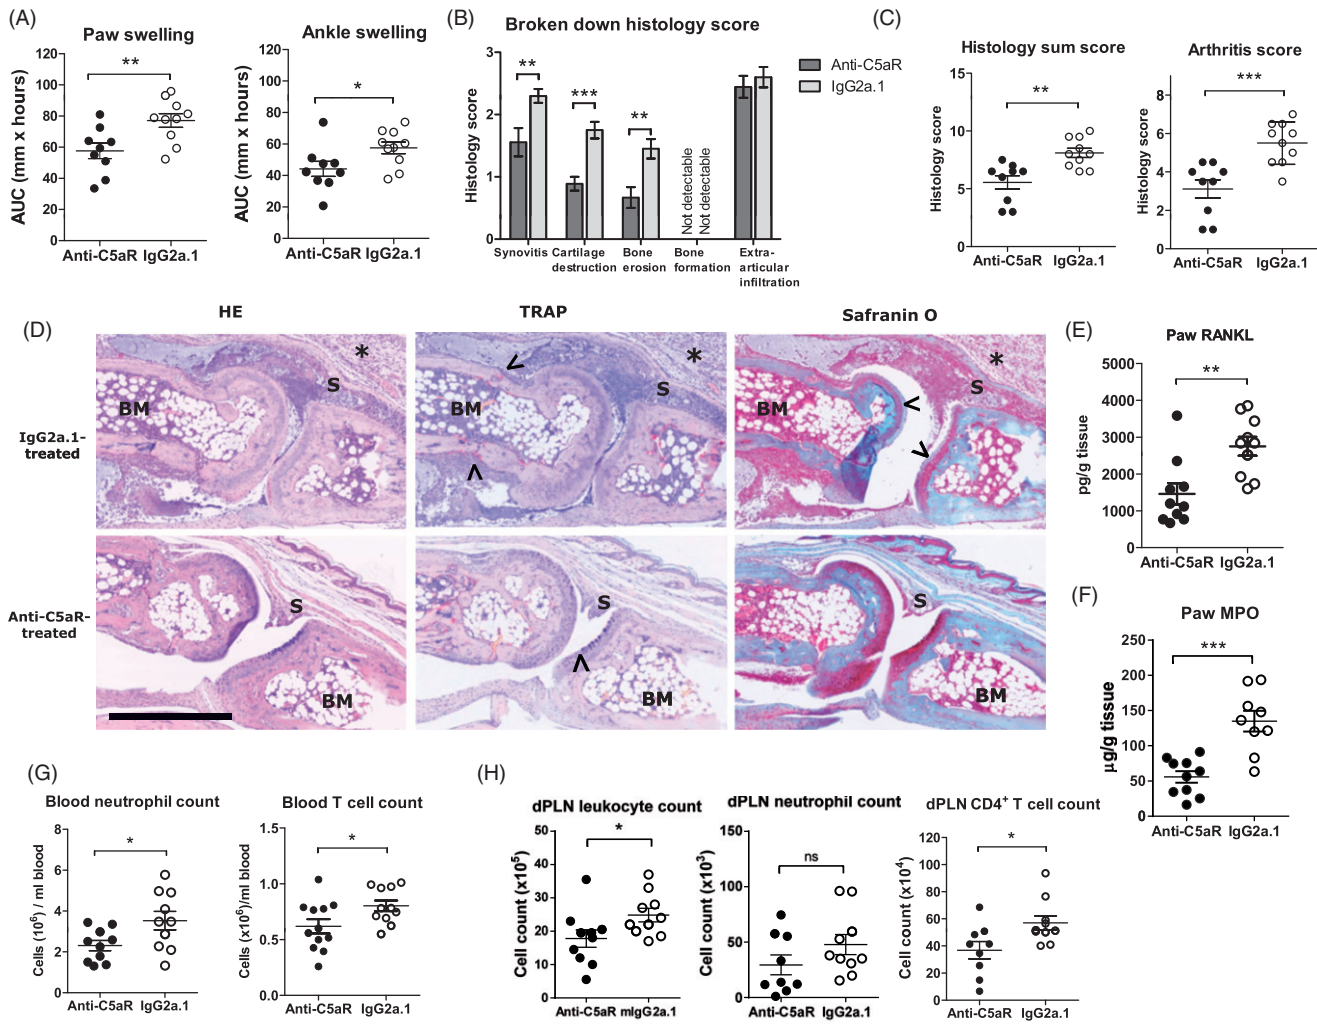 (A)
Paw swelling
AUC (mm x hours)
120
100
80
60
40
20
0
**
Anti-C5aR IgG2a.1
Ankle swelling
AUC (mm x hours)
120
100
80
60
40
20
0
*
Anti-C5aR IgG2a.1
(B)
Broken down histology score
Histology score
3
2
1
0
**
***
**
Not detectable
Not detectable
Anti-C5aR
IgG2a.1
Synovitis
Cartilage
destruction
Bone
erosion
Bone
formation
Extra-
articular
infiltration
(C)
Histology sum score
Histology score
15
10
5
0
**
Anti-C5aR IgG2a.1
Arthritis score
Histology score
8
6
4
2
0
***
Anti-C5aR IgG2a.1
(D)
HE
TRAP
Safranin O
IgG2a.1-
treated
BM
S
*
BM
S
*
BM
S
*
Anti-C5aR-
treated
S
BM
S
BM
S
BM
(E)
Paw RANKL
pg/g tissue
5000
4000
3000
2000
1000
0
**
Anti-C5aR IgG2a.1
(F)
Paw MPO
µg/g tissue
250
200
150
100
50
0
***
Anti-C5aR IgG2a.1
(G)
Blood neutrophil count
Cells (10⁶) / ml blood
8
6
4
2
0
*
Anti-C5aR IgG2a.1
Blood T cell count
Cells (x10⁶)/ml blood
1.5
1.0
0.5
0.0
*
Anti-C5aR IgG2a.1
(H)
dPLN leukocyte count
Cell count (x10⁵)
50
40
30
20
10
0
*
Anti-C5aR mIgG2a.1
dPLN neutrophil count
Cell count (x10³)
150
100
50
0
ns
Anti-C5aR IgG2a.1
dPLN CD4⁺ T cell count
Cell count (x10⁴)
120
100
80
60
40
20
0
*
Anti-C5aR IgG2a.1